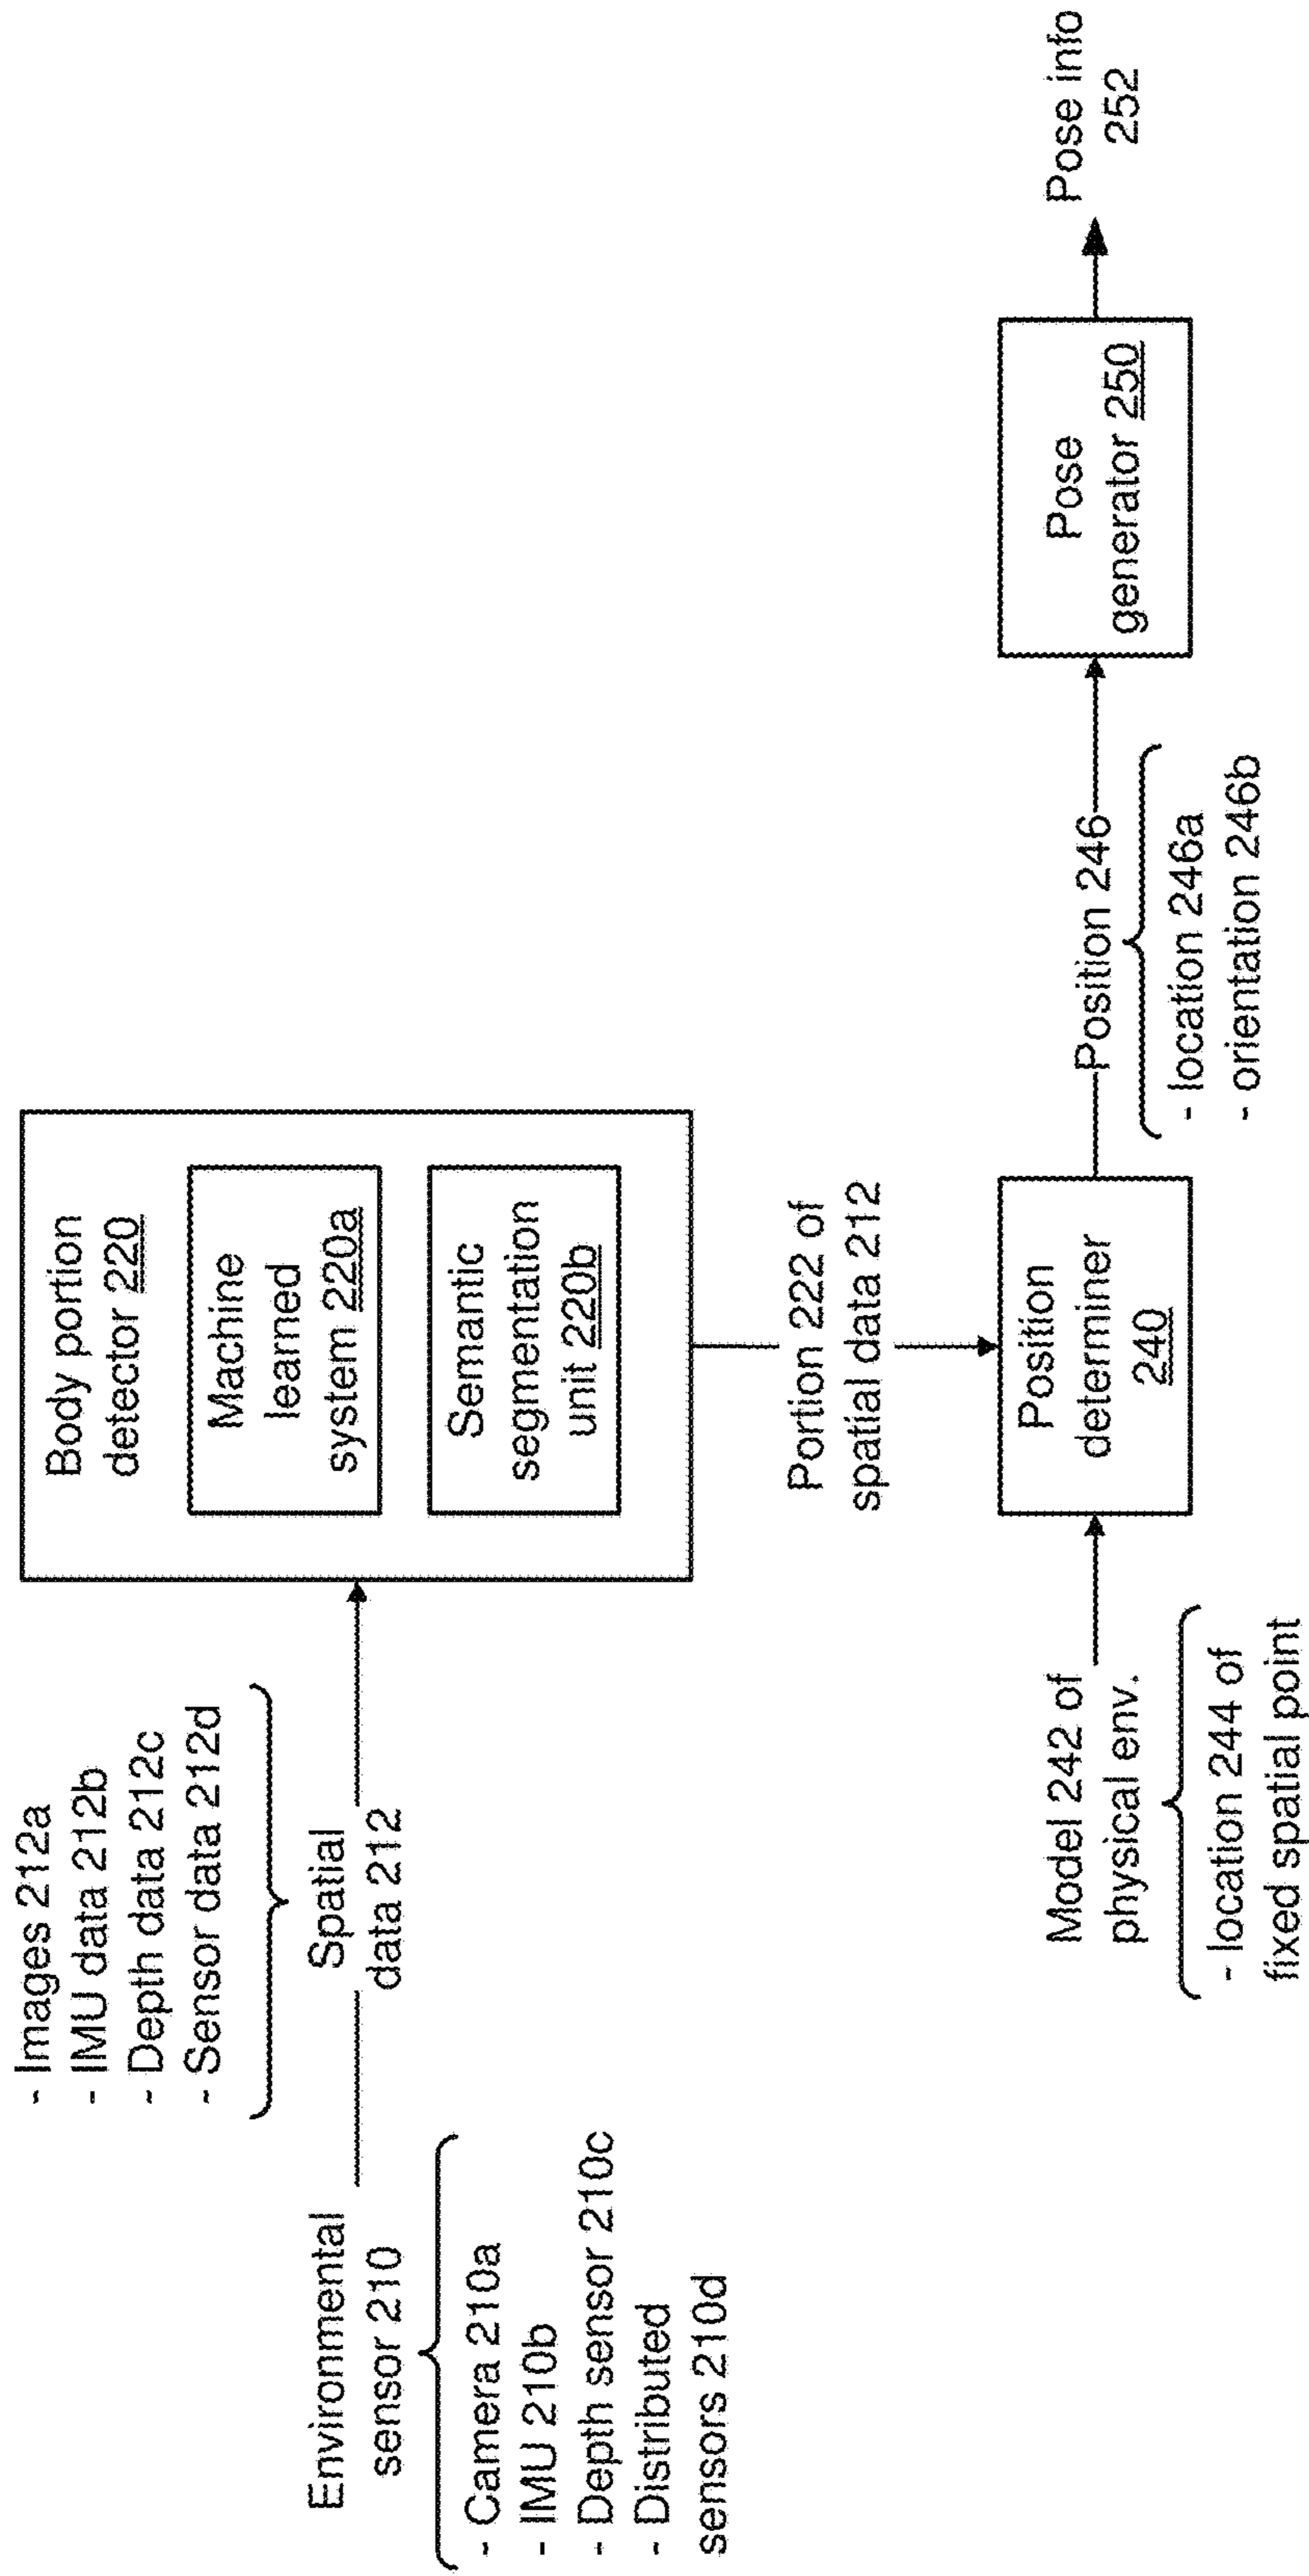 - Images 212a
- IMU data 212b
- Depth data 212c
- Sensor data 212d
Environmental
sensor 210
- Camera 210a
- IMU 210b
- Depth sensor 210c
- Distributed
sensors 210d
Spatial
data 212
Body portion
detector 220
Machine
learned
system 220a
Semantic
segmentation
unit 220b
Portion 222 of
spatial data 212
Model 242 of
physical env.
- location 244 of
fixed spatial point
Position
determiner
240
Position 246
- location 246a
- orientation 246b
Pose
generator 250
Pose info
252